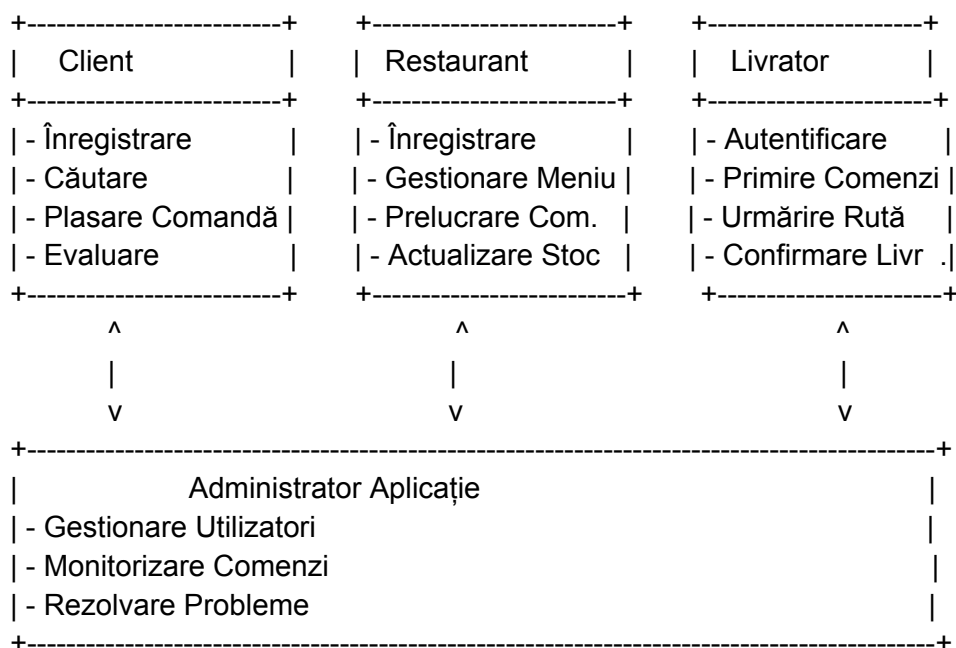 +--------------------------+ +-------------------------+ +----------------------+
| Client | | Restaurant | | Livrator |
+--------------------------+ +-------------------------+ +-----------------------+
| - Înregistrare | | - Înregistrare | | - Autentificare |
| - Căutare | | - Gestionare Meniu | | - Primire Comenzi |
| - Plasare Comandă | | - Prelucrare Com. | | - Urmărire Rută |
| - Evaluare | | - Actualizare Stoc | | - Confirmare Livr .|
+--------------------------+ +--------------------------+ +-----------------------+
^ ^ ^
| | |
v v v
+--------------------------------------------------------------------------------------------+
| Administrator Aplicație |
| - Gestionare Utilizatori |
| - Monitorizare Comenzi |
| - Rezolvare Probleme |
+--------------------------------------------------------------------------------------------+